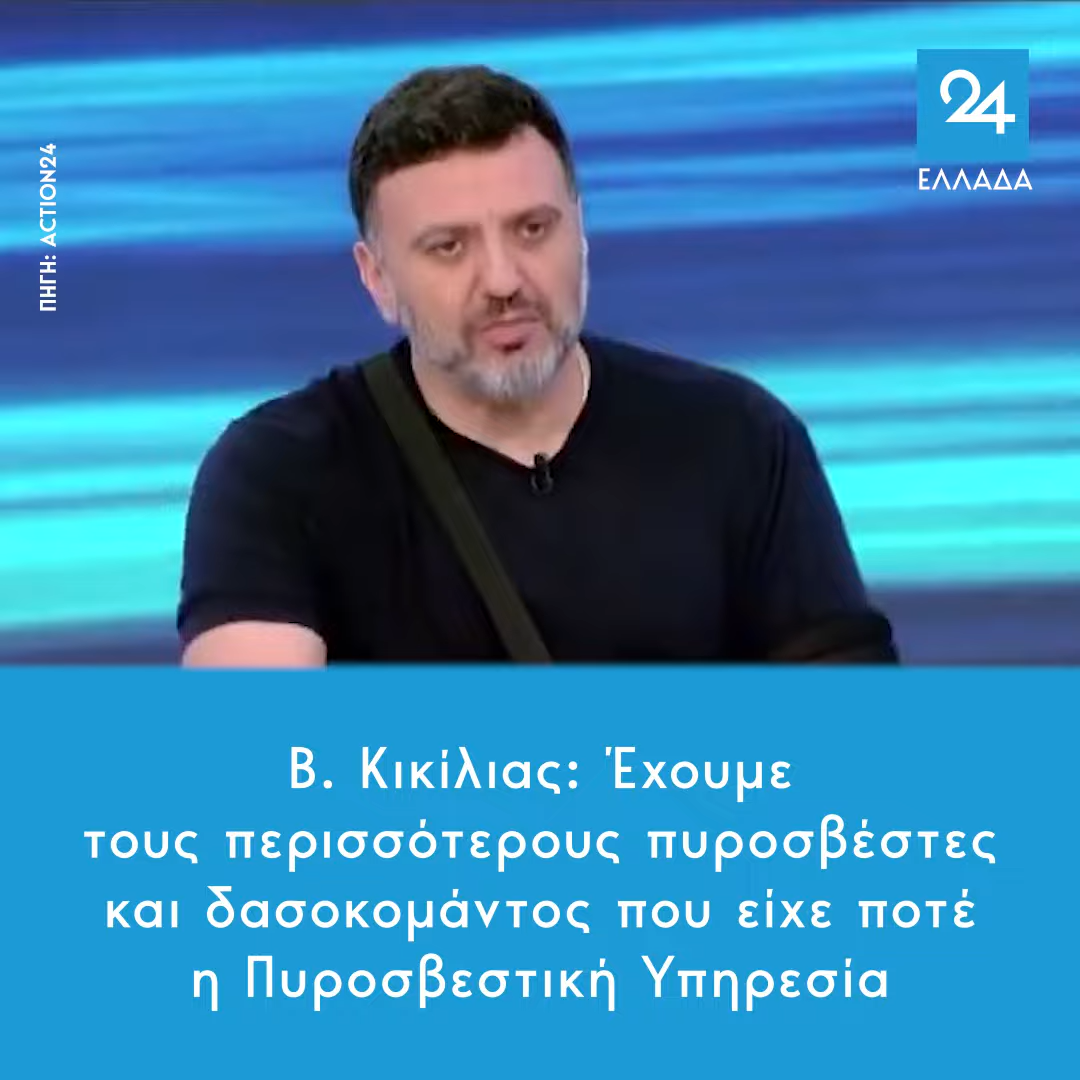 ΠΗΓΗ: ACTION24
24
ΕΛΛΑΔΑ
Β. Κικίλιας: Έχουμε
τους περισσότερους πυροσβέστες
και δασοκομάντος που είχε ποτέ
η Πυροσβεστική Υπηρεσία